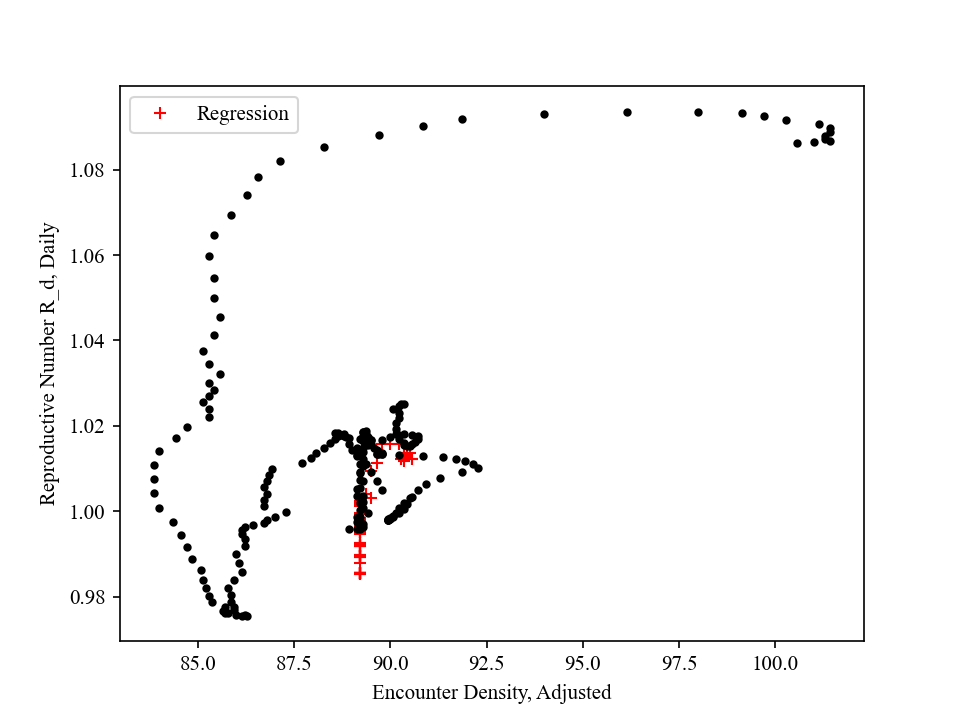 Regression
1.08
1.06
1.04
1.02
1.00
0.98
Reproductive Number R_d, Daily
85.0 87.5 90.0 92.5 95.0 97.5 100.0
Encounter Density, Adjusted